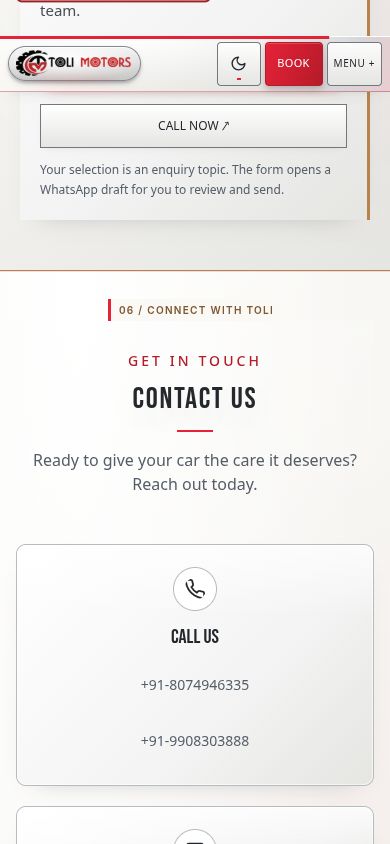 team.
TOLI MOTORS
BOOK
MENU +
CALL NOW ↗
Your selection is an enquiry topic. The form opens a
WhatsApp draft for you to review and send.
06 / CONNECT WITH TOLI
GET IN TOUCH
CONTACT US
Ready to give your car the care it deserves?
Reach out today.
CALL US
+91-8074946335
+91-9908303888